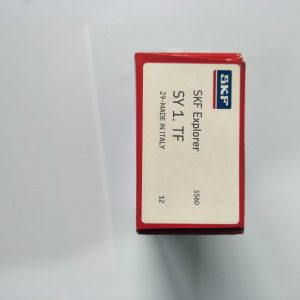 SKF
SKF Explorer
1560
SY 1. TF
29-MADE IN ITALY
12